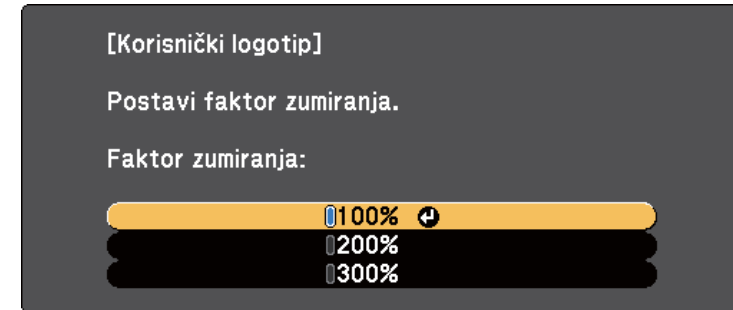 [Korisnički logotip]
Postavi faktor zumiranja.
Faktor zumiranja:
100%
200%
300%